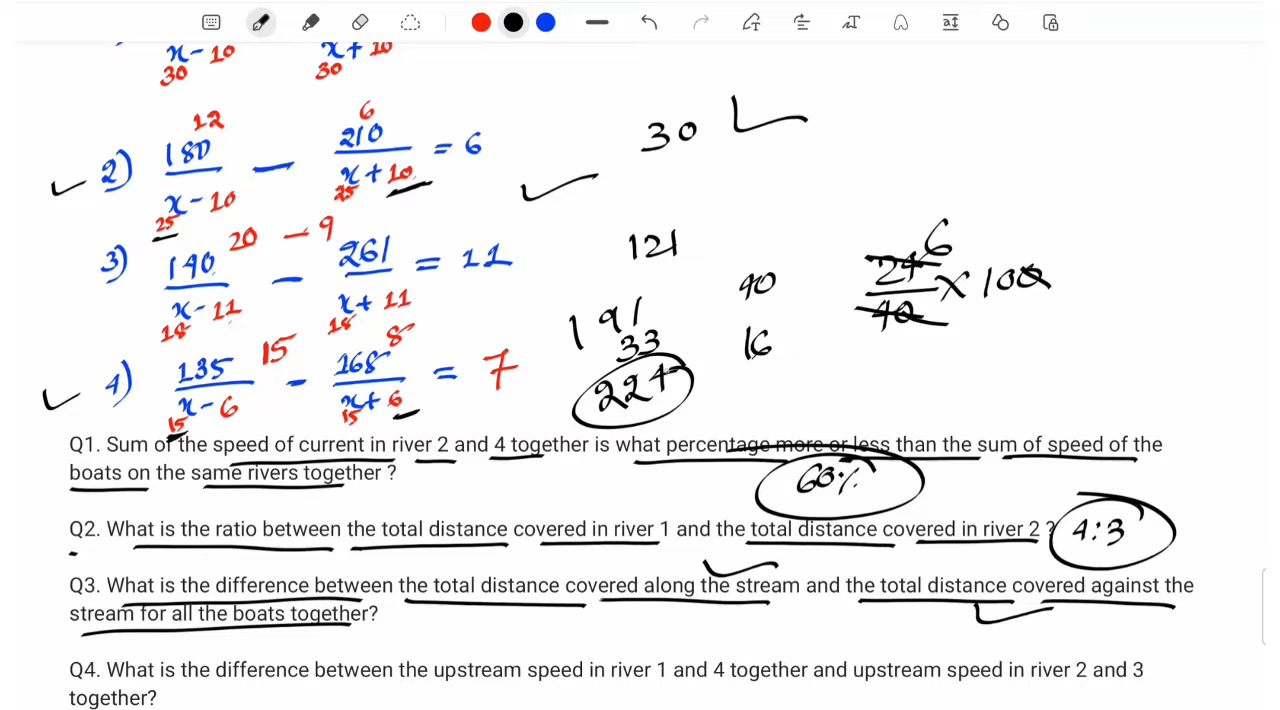 x - 10 x + 10
30 30
12 6
2) 180 / x - 10 - 210 / x + 10 = 6
25 25
30
20 - 9
3) 140 / x - 11 - 261 / x + 11 = 11
18 18
121
191
33
224
40
16
24 / 40 × 100
6
15 8
4) 135 / x - 6 - 168 / x + 6 = 7
15 15
Q1. Sum of the speed of current in river 2 and 4 together is what percentage more or less than the sum of speed of the
boats on the same rivers together ?
60%
Q2. What is the ratio between the total distance covered in river 1 and the total distance covered in river 2 ?
4:3
Q3. What is the difference between the total distance covered along the stream and the total distance covered against the
stream for all the boats together?
Q4. What is the difference between the upstream speed in river 1 and 4 together and upstream speed in river 2 and 3
together?